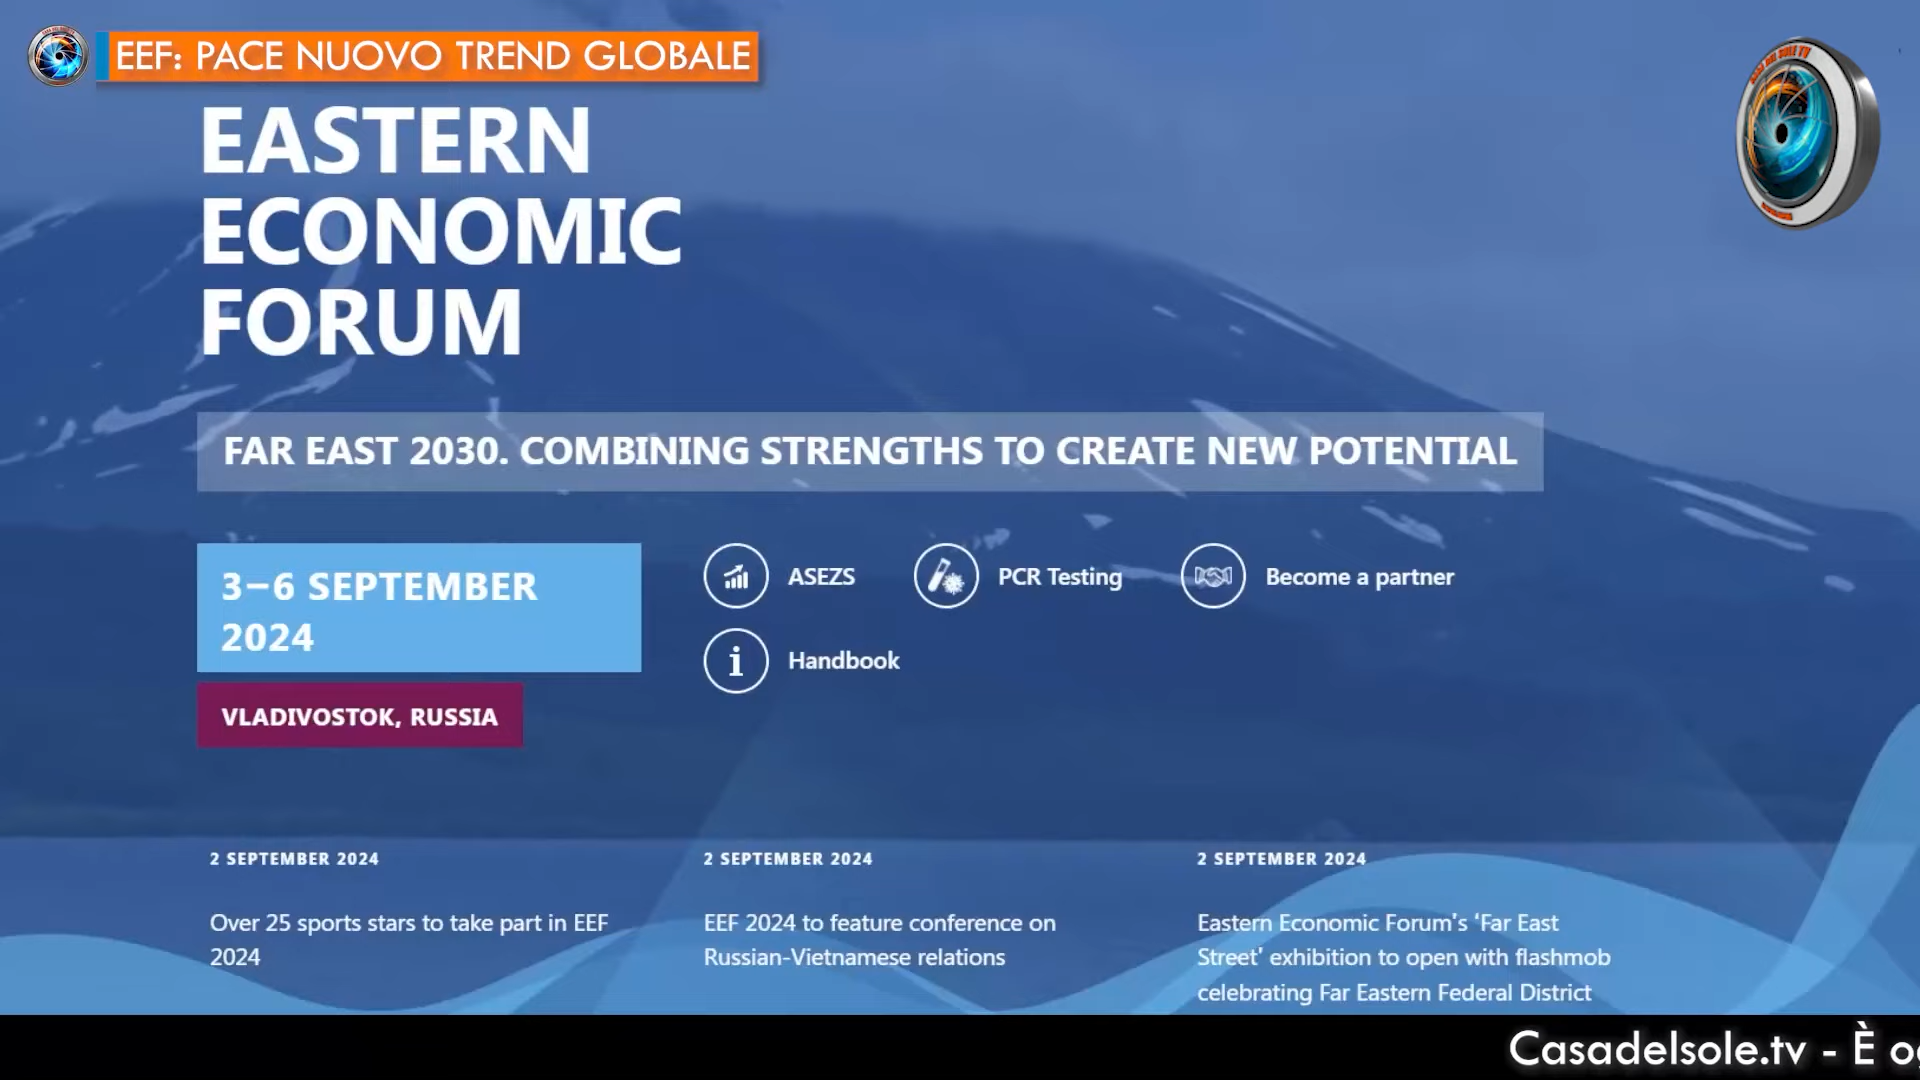 EEF: PACE NUOVO TREND GLOBALE
EASTERN
ECONOMIC
FORUM
FAR EAST 2030. COMBINING STRENGTHS TO CREATE NEW POTENTIAL
3–6 SEPTEMBER
2024
VLADIVOSTOK, RUSSIA
ASEZS
PCR Testing
Become a partner
Handbook
2 SEPTEMBER 2024
Over 25 sports stars to take part in EEF
2024
2 SEPTEMBER 2024
EEF 2024 to feature conference on
Russian-Vietnamese relations
2 SEPTEMBER 2024
Eastern Economic Forum’s ‘Far East
Street’ exhibition to open with flashmob
celebrating Far Eastern Federal District
Casadelsole.tv - È